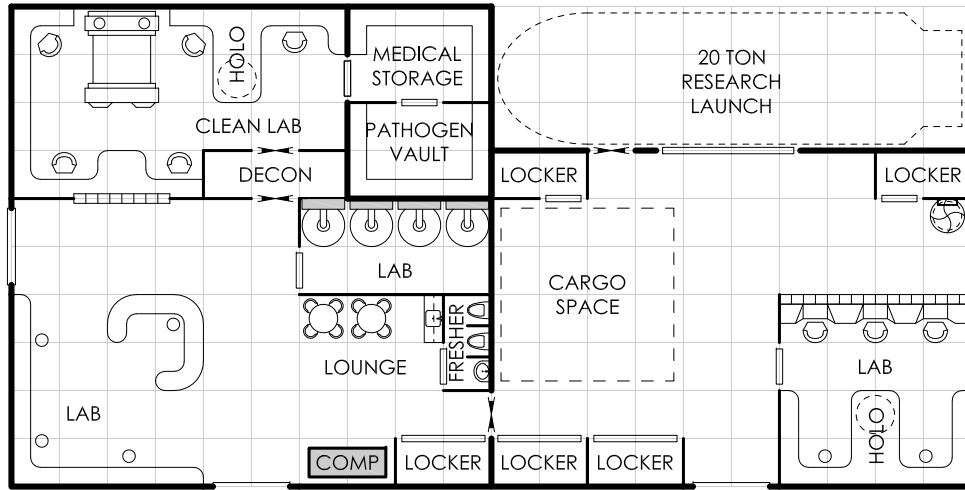 HOLO
MEDICAL
STORAGE
20 TON
RESEARCH
LAUNCH
CLEAN LAB
PATHOGEN
VAULT
DECON
LOCKER
LOCKER
LAB
CARGO
SPACE
LOUNGE
FRESHER
LAB
LAB
HOLO
COMP
LOCKER
LOCKER
LOCKER